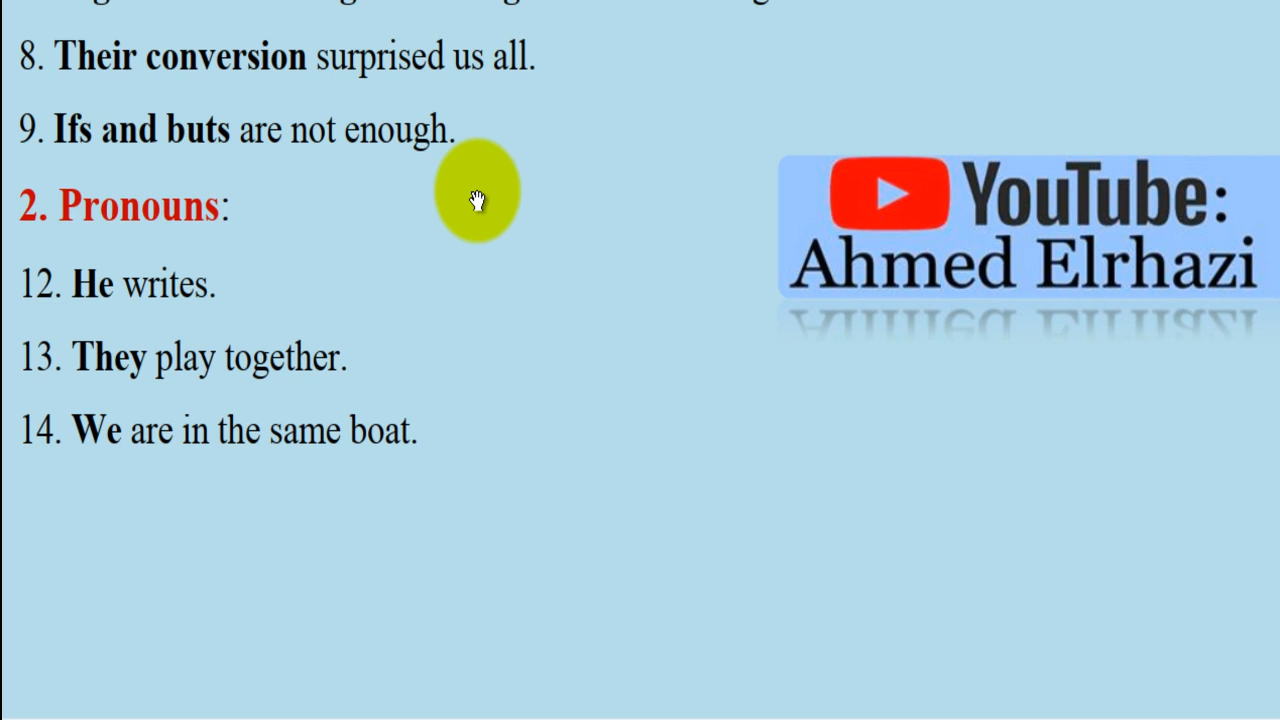 8. Their conversion surprised us all.
9. Ifs and buts are not enough.
2. Pronouns:
12. He writes.
13. They play together.
14. We are in the same boat.
YouTube:
Ahmed Elrhazi